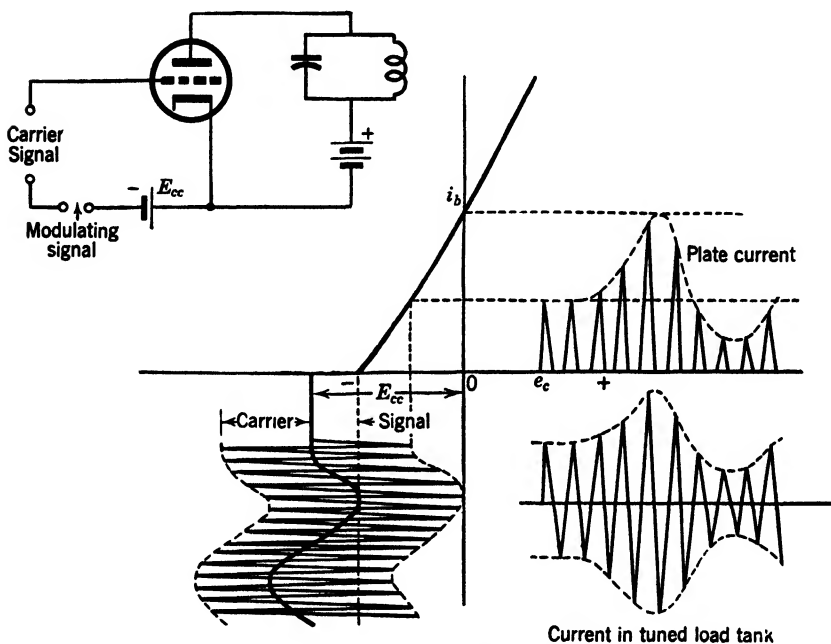 Carrier
Signal
-
E_cc
Modulating
signal
+
i_b
Plate current
-
0
e_c
+
E_cc
Carrier
Signal
Current in tuned load tank